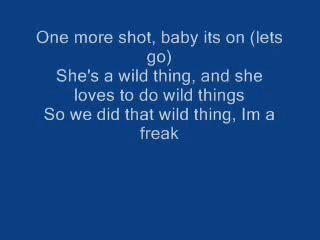 One more shot, baby its on (lets
go)
She's a wild thing, and she
loves to do wild things
So we did that wild thing, Im a
freak